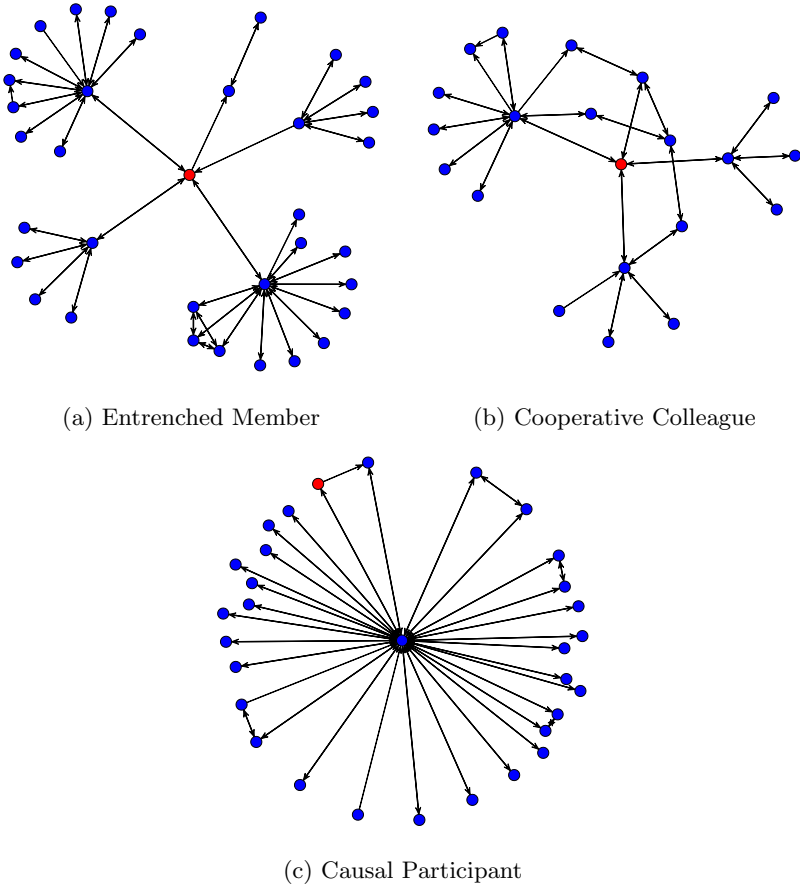 (a) Entrenched Member
(b) Cooperative Colleague
(c) Causal Participant